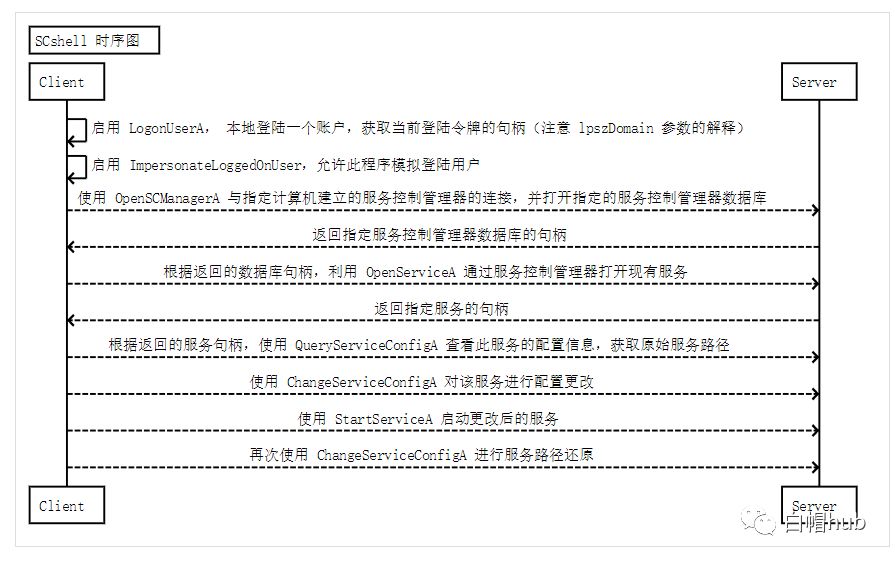 SCshell 时序图
Client
Server
启用 LogonUserA， 本地登陆一个账户，获取当前登陆令牌的句柄（注意 lpszDomain 参数的解释）
启用 ImpersonateLoggedOnUser，允许此程序模拟登陆用户
使用 OpenSCManagerA 与指定计算机建立的服务控制管理器的连接，并打开指定的服务控制管理器数据库
返回指定服务控制管理器数据库的句柄
根据返回的数据库句柄，利用 OpenServiceA 通过服务控制管理器打开现有服务
返回指定服务的句柄
根据返回的服务句柄，使用 QueryServiceConfigA 查看此服务的配置信息，获取原始服务路径
使用 ChangeServiceConfigA 对该服务进行配置更改
使用 StartServiceA 启动更改后的服务
再次使用 ChangeServiceConfigA 进行服务路径还原
Client
Server
白帽hub